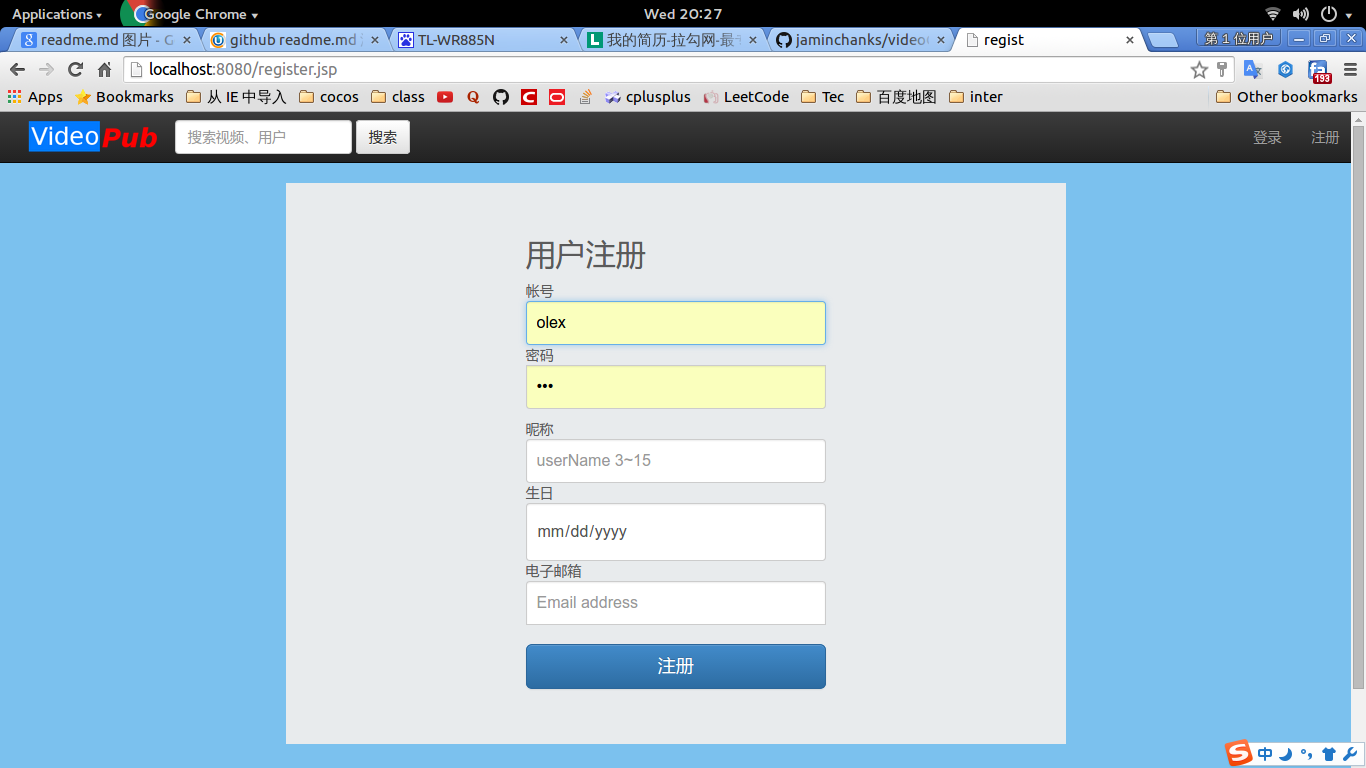 Applications Google Chrome Wed 20:27
readme.md 图片 - G github readme.md TL-WR885N 我的简历-拉勾网-最 jaminchanks/video regist 第 1 位用户
localhost:8080/register.jsp 193
Apps Bookmarks 从 IE 中导入 cocos class cplusplus LeetCode Tec 百度地图 inter Other bookmarks
VideoPub 搜索视频、用户 搜索 登录 注册
用户注册
帐号
olex
密码
•••
昵称
userName 3~15
生日
mm/dd/yyyy
电子邮箱
Email address
注册
中